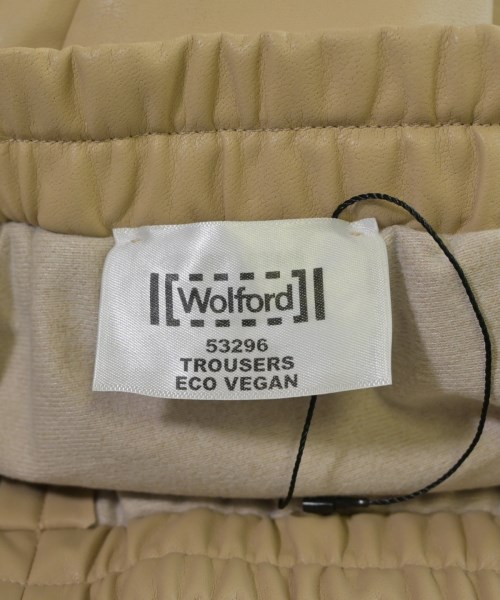 Wolford
53296
TROUSERS
ECO VEGAN